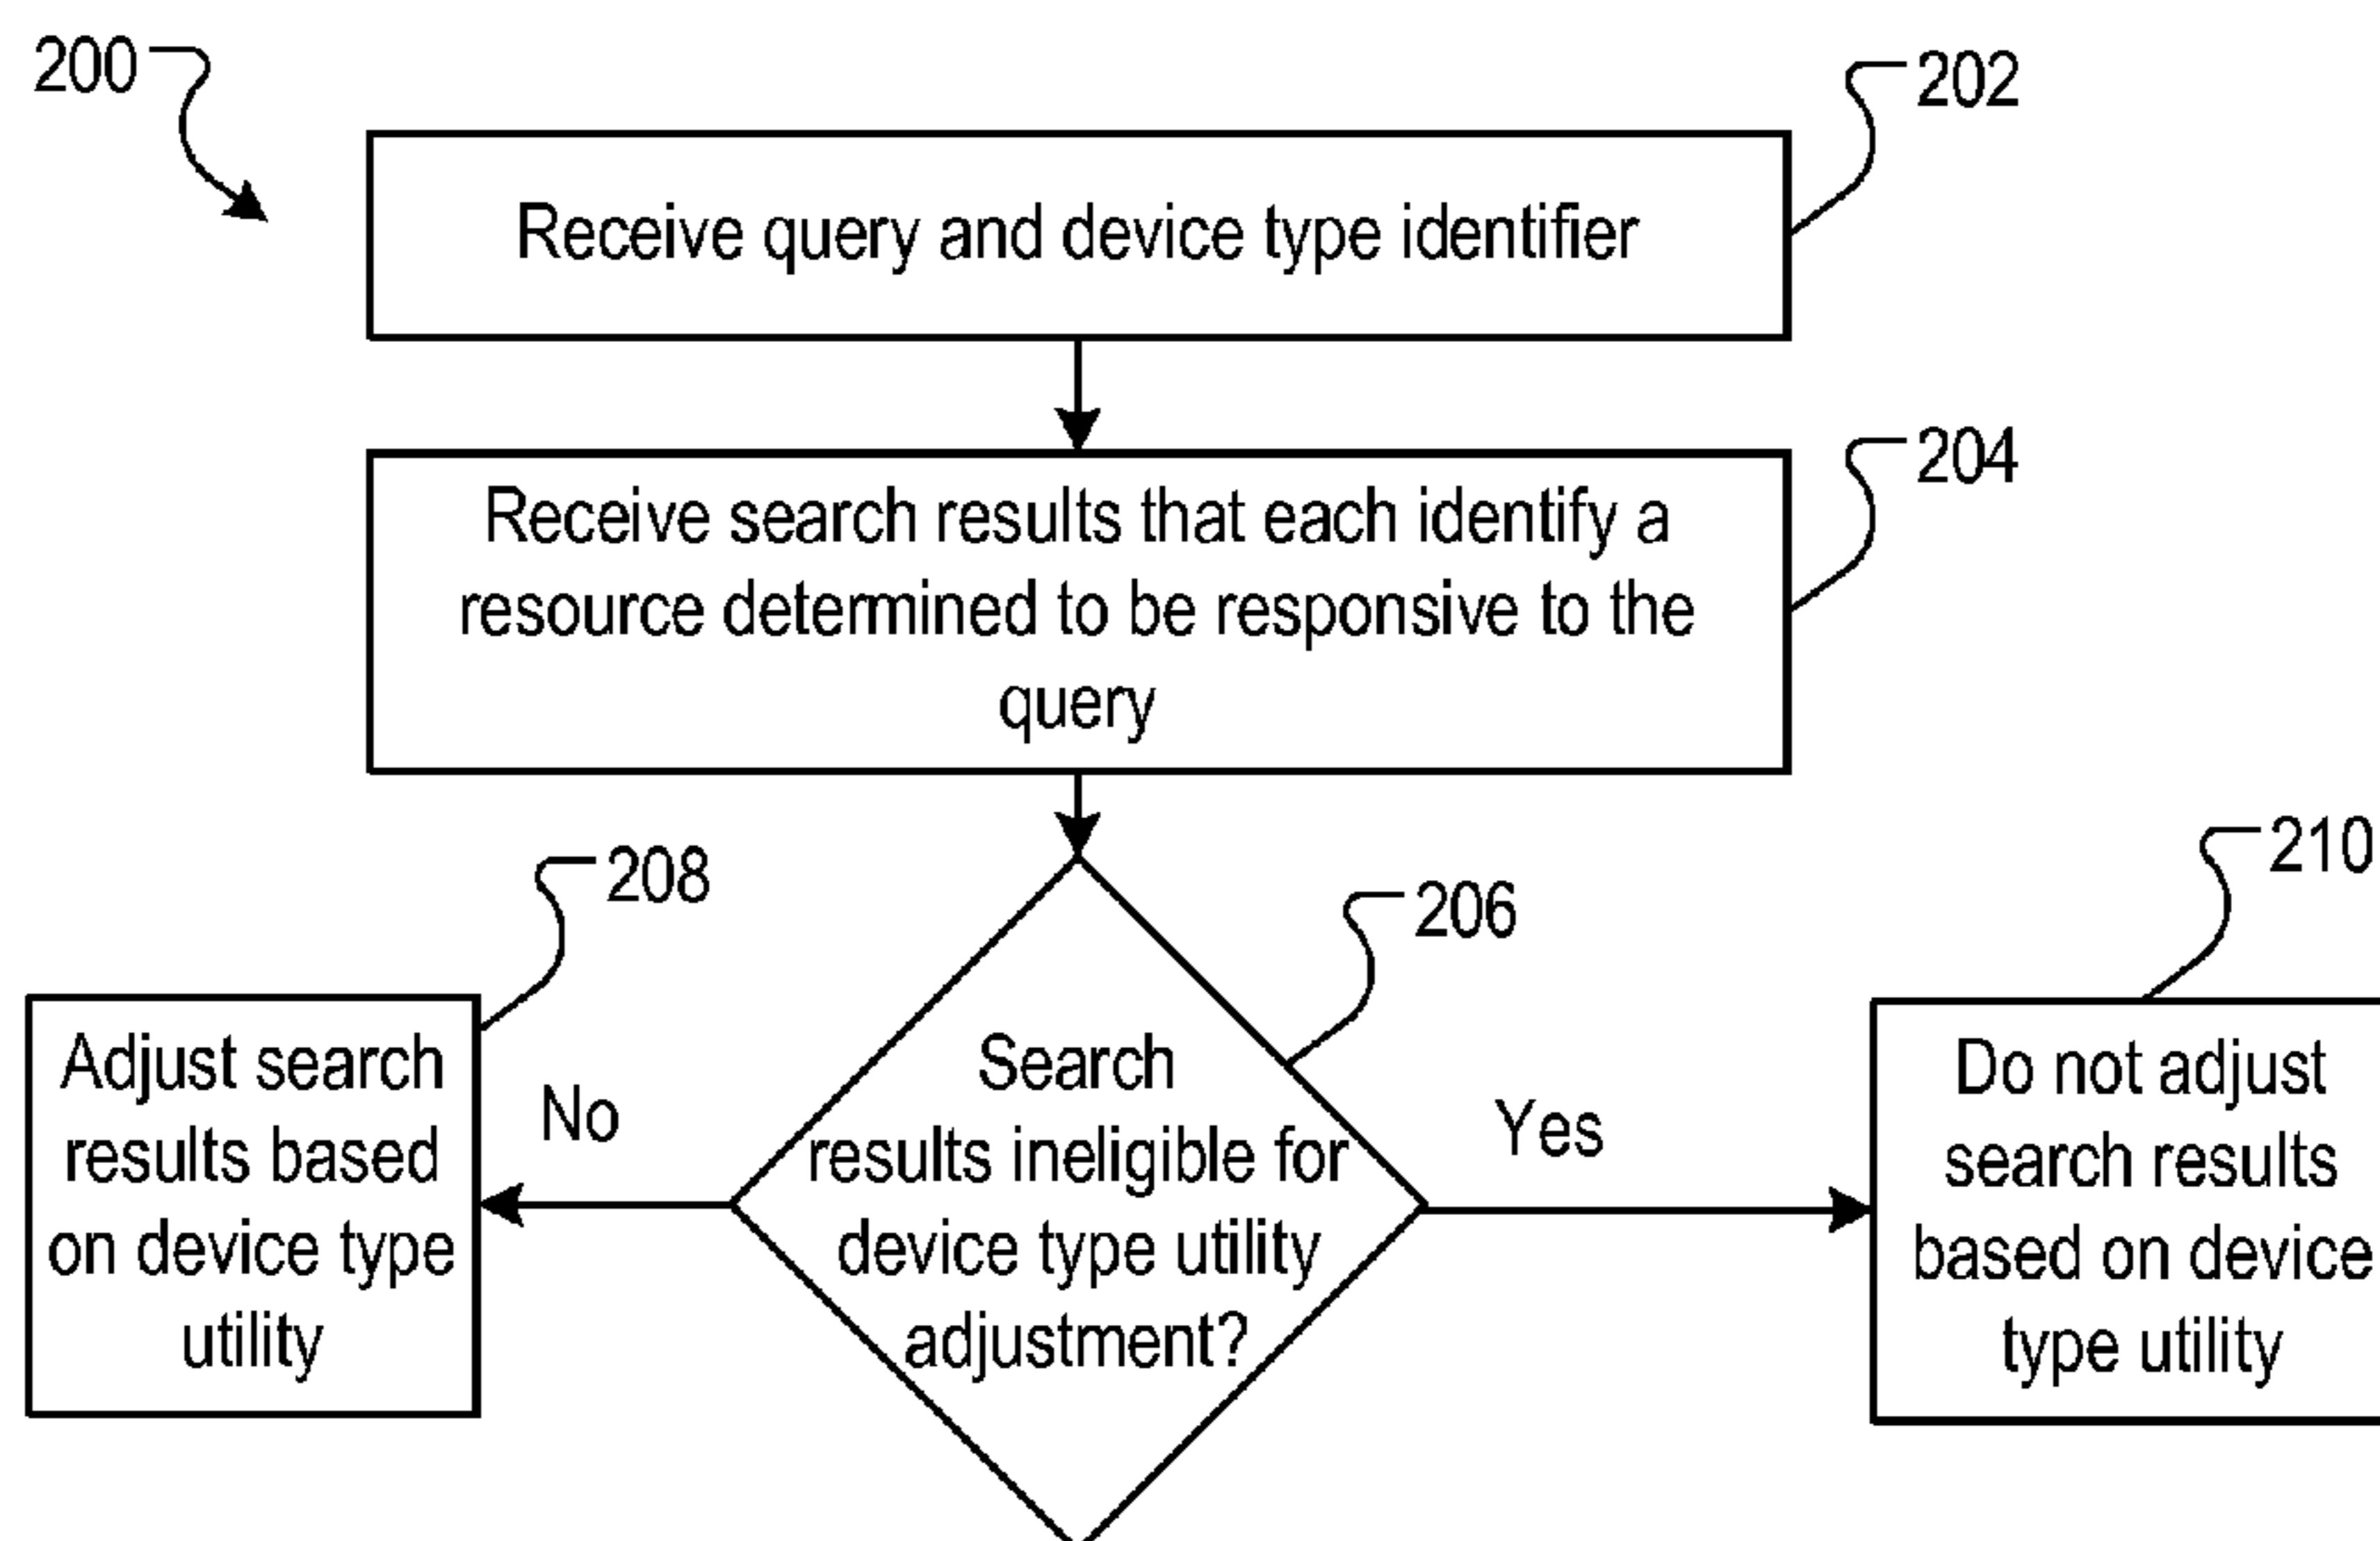 200
202
Receive query and device type identifier
204
Receive search results that each identify a
resource determined to be responsive to the
query
208
206
210
Adjust search
results based
on device type
utility
No
Search
results ineligible for
device type utility
adjustment?
Yes
Do not adjust
search results
based on device
type utility